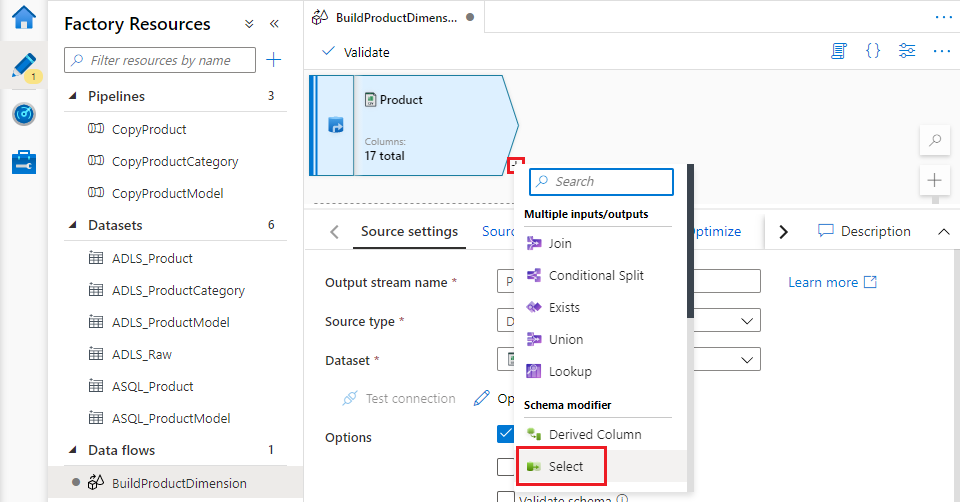 Factory Resources
Filter resources by name
Pipelines 3
CopyProduct
CopyProductCategory
CopyProductModel
Datasets 6
ADLS_Product
ADLS_ProductCategory
ADLS_ProductModel
ADLS_Raw
ASQL_Product
ASQL_ProductModel
Data flows 1
BuildProductDimension
1
BuildProductDimens...
Validate
Product
Columns:
17 total
Search
Multiple inputs/outputs
Join
Conditional Split
Exists
Union
Lookup
Schema modifier
Derived Column
Select
Source settings
Sour
ptimize
Description
Output stream name *
P
Learn more
Source type *
D
Dataset *
Test connection
Op
Options
Validate schema